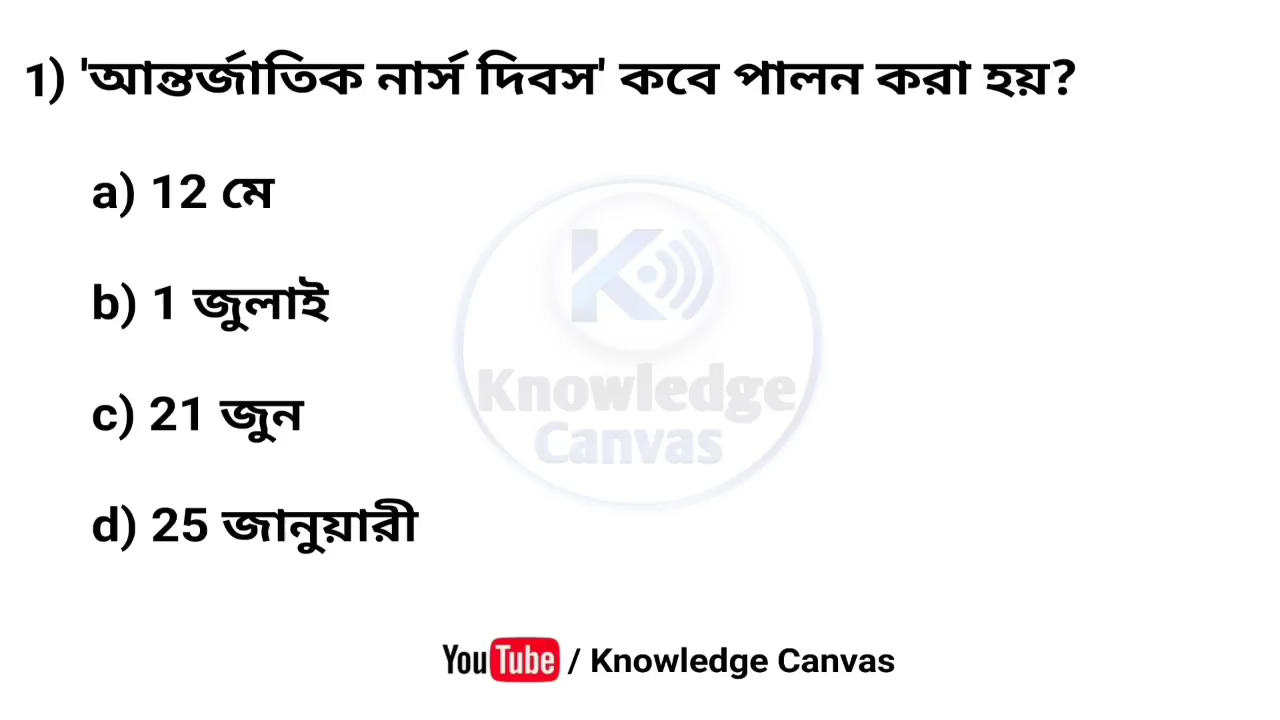 1) 'আন্তর্জাতিক নার্স দিবস' কবে পালন করা হয়?
a) 12 মে
b) 1 জুলাই
c) 21 জুন
d) 25 জানুয়ারী
Knowledge
Canvas
YouTube / Knowledge Canvas